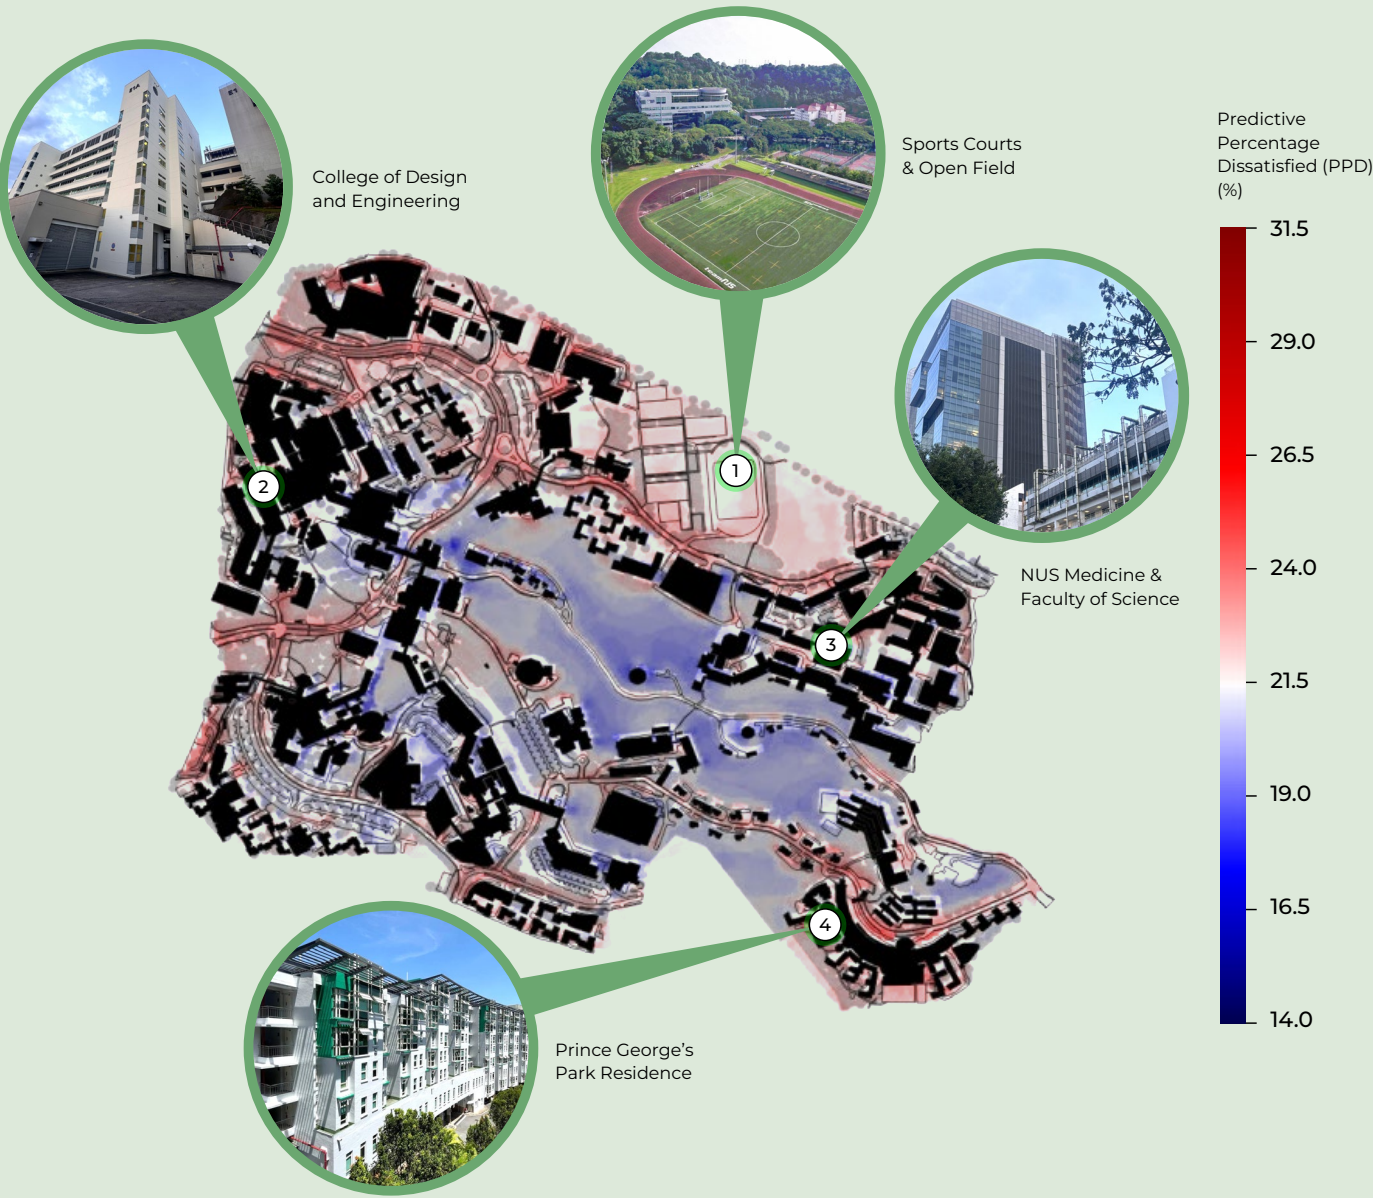 College of Design
and Engineering
Sports Courts
& Open Field
Predictive
Percentage
Dissatisfied (PPD)
(%)
31.5
29.0
26.5
24.0
21.5
19.0
16.5
14.0
NUS Medicine &
Faculty of Science
Prince George’s
Park Residence
1
2
3
4
E1A
teamNUS